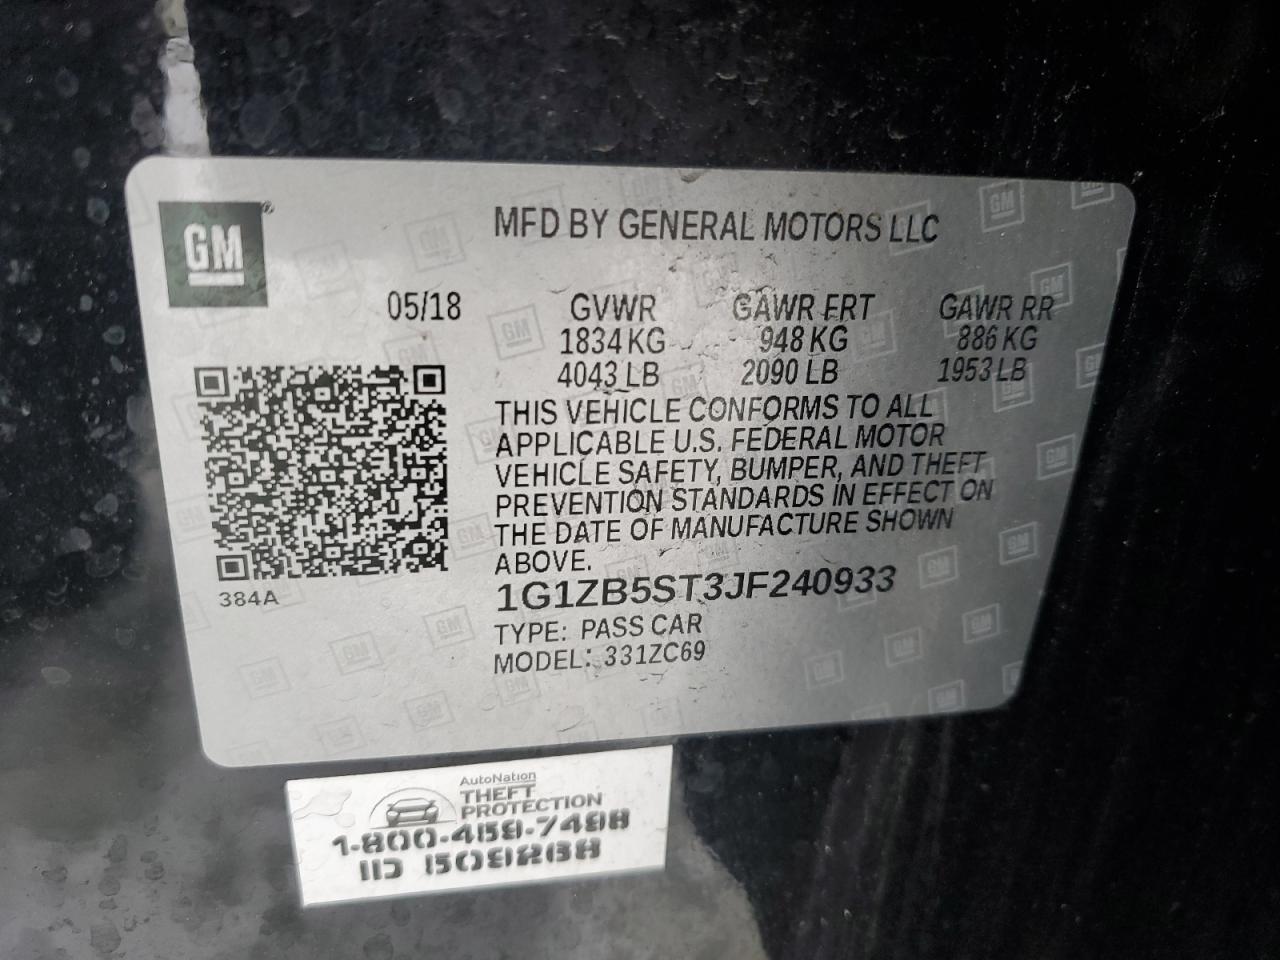 GM®
MFD BY GENERAL MOTORS LLC
05/18 GVWR GAWR FRT GAWR RR
1834 KG 948 KG 886 KG
4043 LB 2090 LB 1953 LB
THIS VEHICLE CONFORMS TO ALL
APPLICABLE U.S. FEDERAL MOTOR
VEHICLE SAFETY, BUMPER, AND THEFT
PREVENTION STANDARDS IN EFFECT ON
THE DATE OF MANUFACTURE SHOWN
ABOVE.
384A
1G1ZB5ST3JF240933
TYPE: PASS CAR
MODEL: 331ZC69
AutoNation
THEFT
PROTECTION
1-800-459-7498
ID